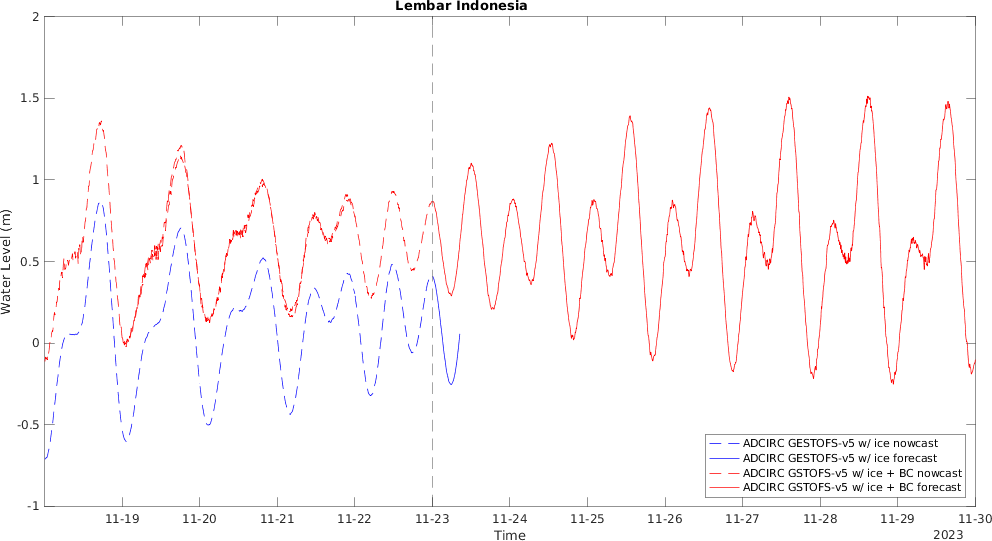 Lembar Indonesia
2
1.5
1
0.5
0
-0.5
-1
Water Level (m)
11-19
11-20
11-21
11-22
11-23
11-24
11-25
11-26
11-27
11-28
11-29
11-30
Time
2023
ADCIRC GESTOFS-v5 w/ ice nowcast
ADCIRC GESTOFS-v5 w/ ice forecast
ADCIRC GSTOFS-v5 w/ ice + BC nowcast
ADCIRC GSTOFS-v5 w/ ice + BC forecast